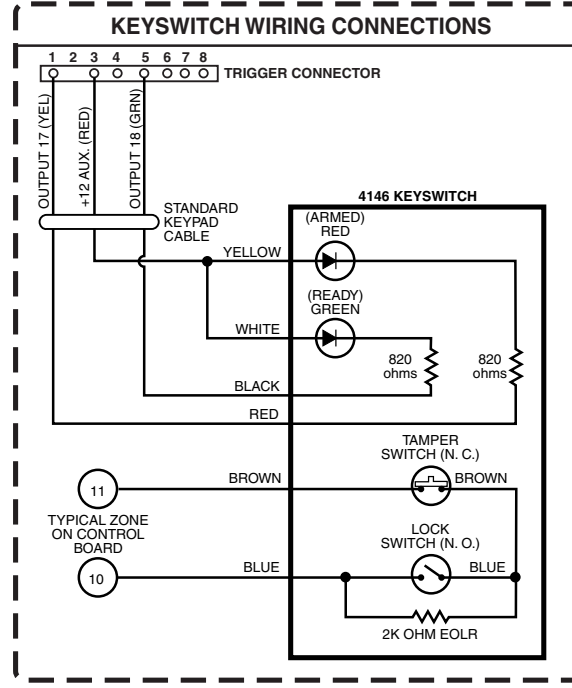 KEYSWITCH WIRING CONNECTIONS
1 2 3 4 5 6 7 8
TRIGGER CONNECTOR
OUTPUT 17 (YEL)
+12 AUX. (RED)
OUTPUT 18 (GRN)
STANDARD
KEYPAD
CABLE
4146 KEYSWITCH
(ARMED)
RED
YELLOW
(READY)
GREEN
WHITE
820
ohms
820
ohms
BLACK
RED
TAMPER
SWITCH (N. C.)
BROWN
BROWN
11
TYPICAL ZONE
ON CONTROL
BOARD
LOCK
SWITCH (N. O.)
10
BLUE
BLUE
2K OHM EOLR